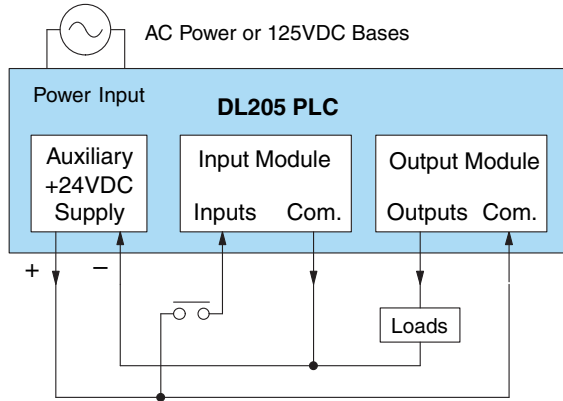 AC Power or 125VDC Bases
Power Input
DL205 PLC
Auxiliary
+24VDC
Supply
Input Module
Inputs Com.
Output Module
Outputs Com.
+ –
Loads